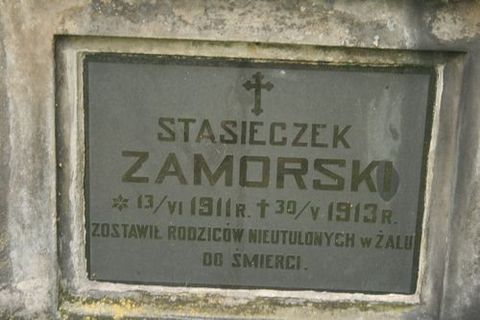 STASIECZEK
ZAMORSKI
* 13/VI 1911 R. † 30/V 1913 R.
ZOSTAWIŁ RODZICÓW NIEUTULONYCH W ŻALU
DO ŚMIERCI.